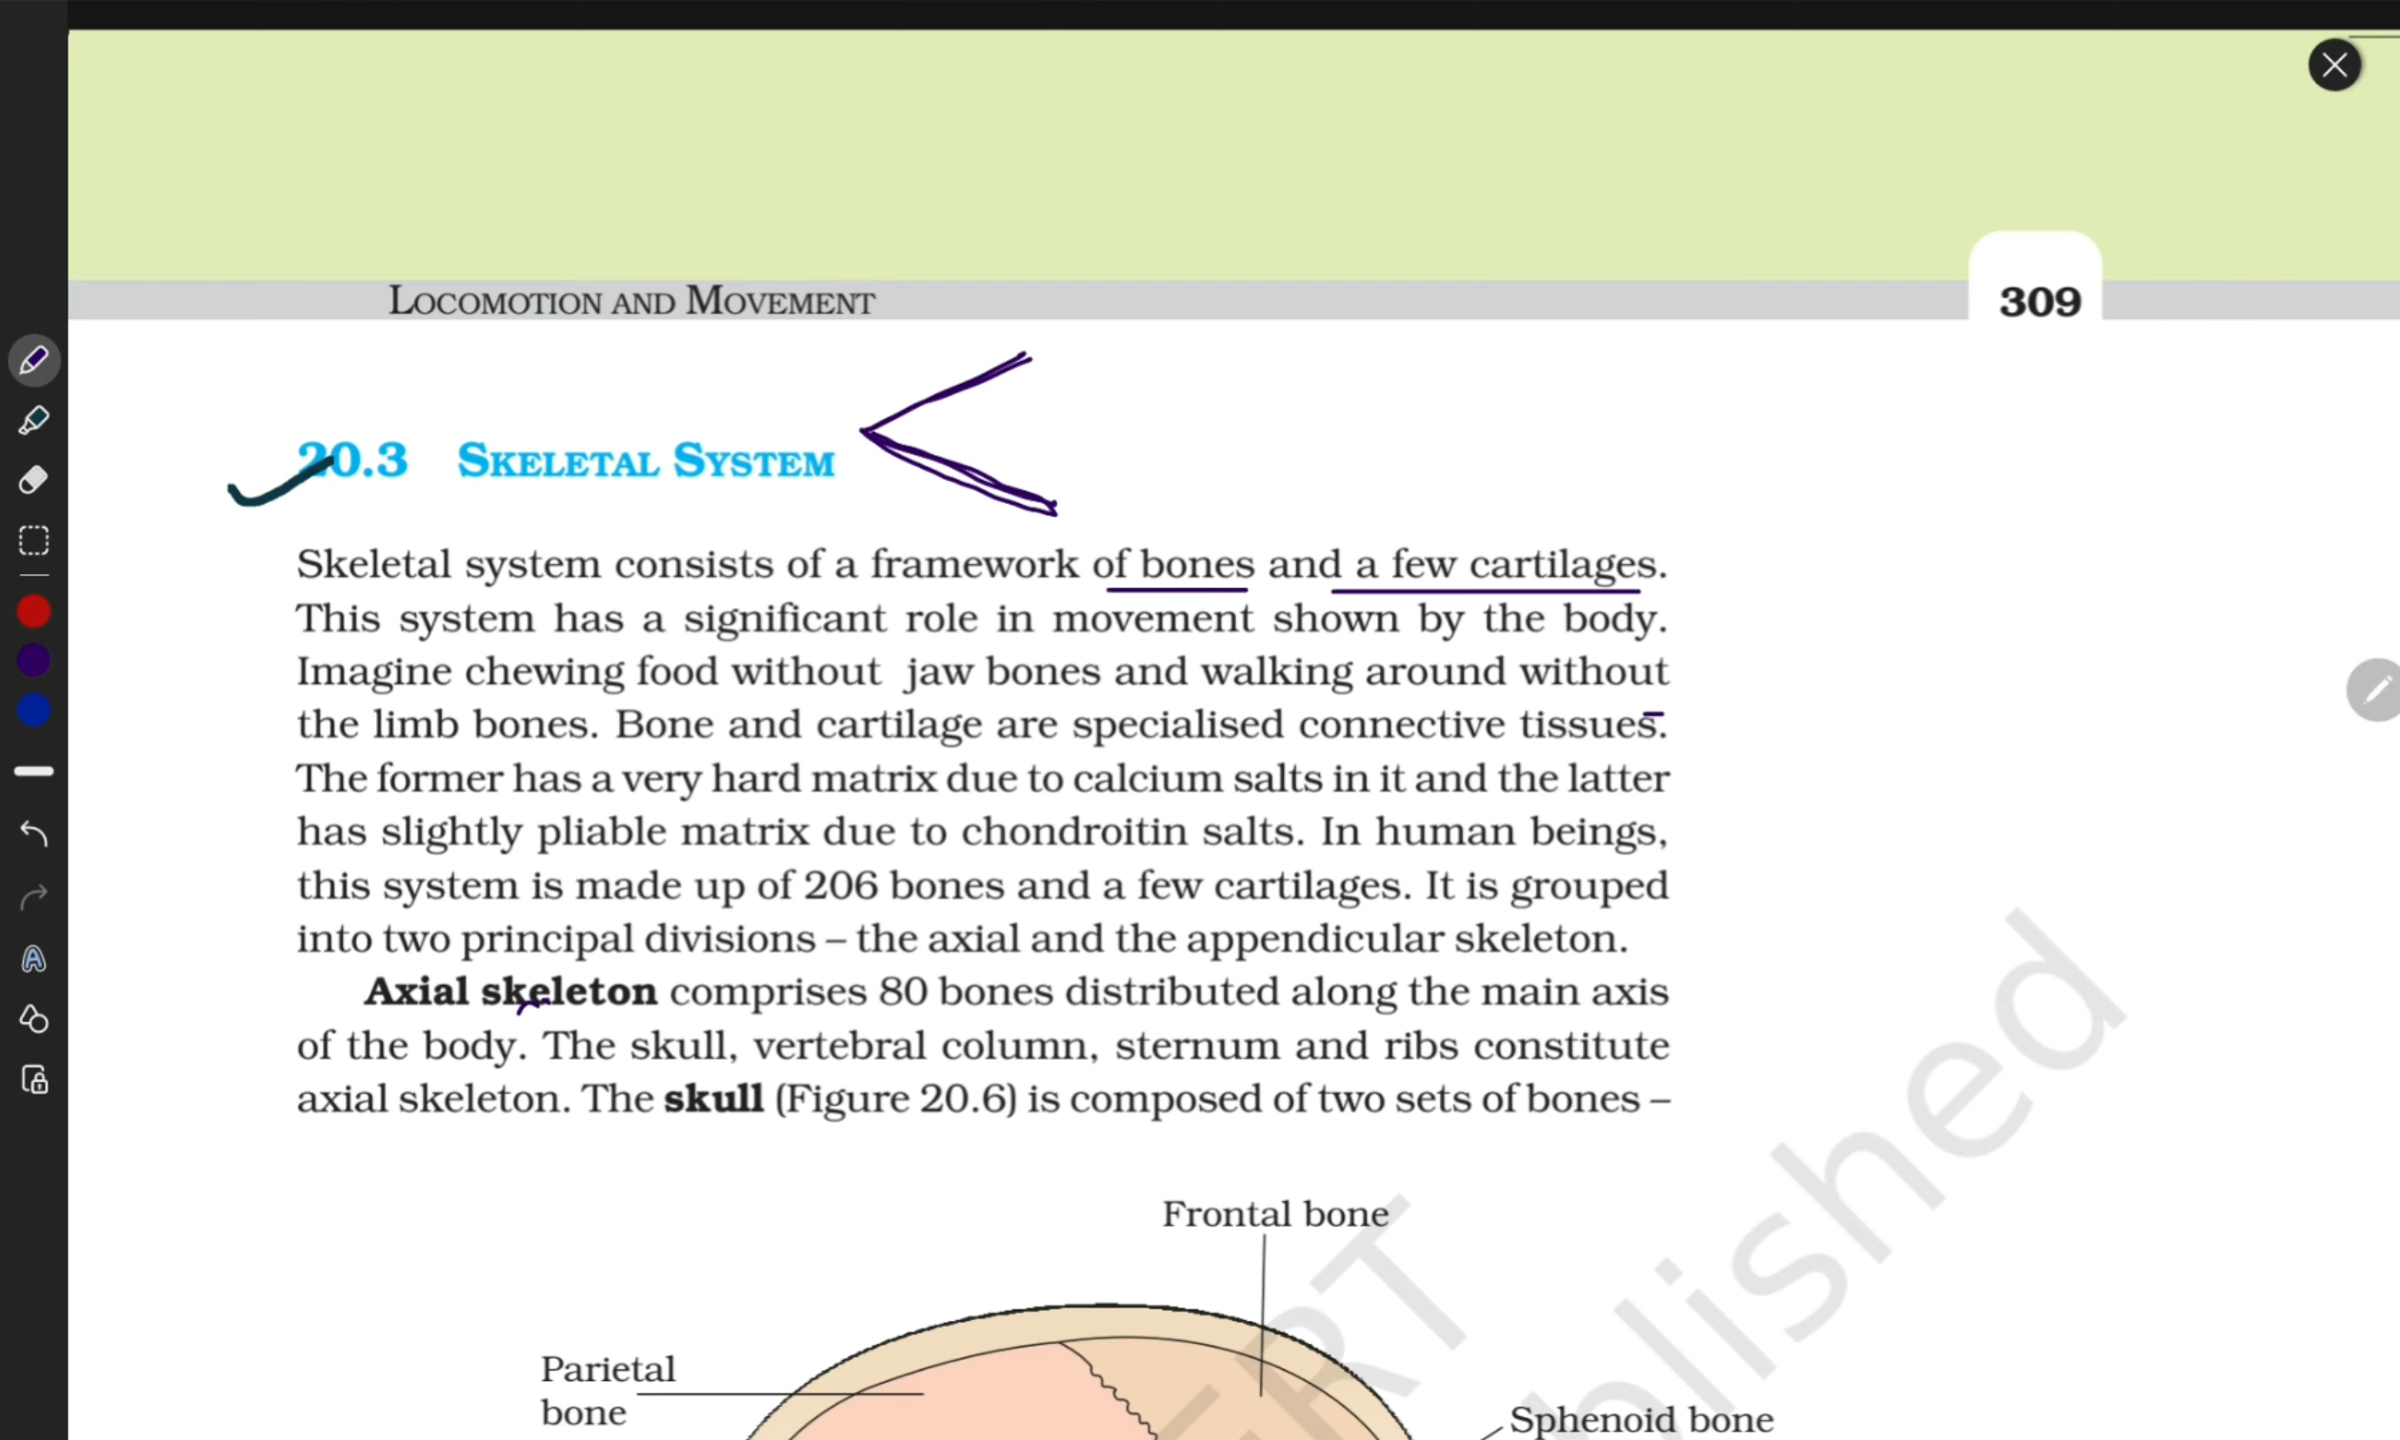 LOCOMOTION AND MOVEMENT
309
20.3 SKELETAL SYSTEM
Skeletal system consists of a framework of bones and a few cartilages.
This system has a significant role in movement shown by the body.
Imagine chewing food without jaw bones and walking around without
the limb bones. Bone and cartilage are specialised connective tissues.
The former has a very hard matrix due to calcium salts in it and the latter
has slightly pliable matrix due to chondroitin salts. In human beings,
this system is made up of 206 bones and a few cartilages. It is grouped
into two principal divisions – the axial and the appendicular skeleton.
Axial skeleton comprises 80 bones distributed along the main axis
of the body. The skull, vertebral column, sternum and ribs constitute
axial skeleton. The skull (Figure 20.6) is composed of two sets of bones –
Frontal bone
Parietal
bone
Sphenoid bone